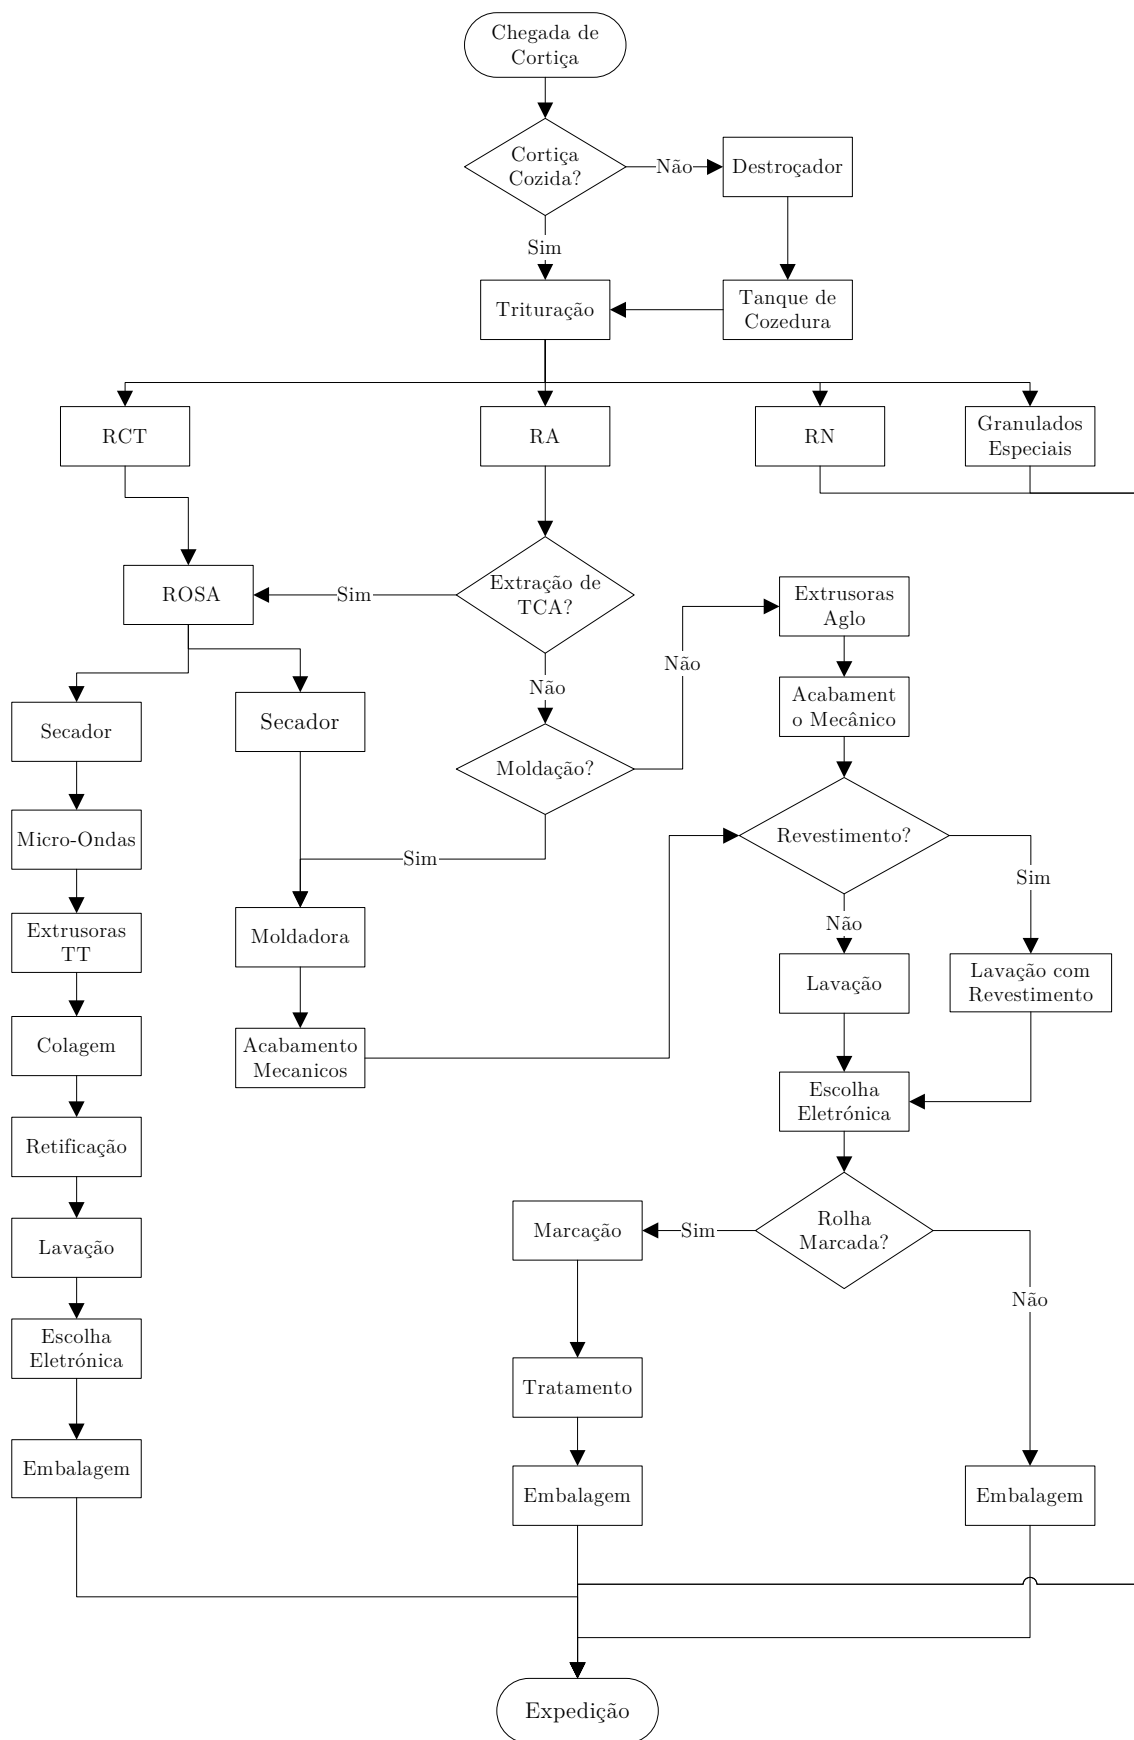 Chegada de
Cortiça
Cortiça
Cozida?
Não
Destroçador
Sim
Trituração
Tanque de
Cozedura
RCT
RA
RN
Granulados
Especiais
ROSA
Sim
Extração de
TCA?
Extrusoras
Aglo
Não
Não
Secador
Secador
Moldação?
Acabament
o Mecânico
Micro-Ondas
Sim
Revestimento?
Sim
Não
Extrusoras
TT
Moldadora
Lavação
Lavação com
Revestimento
Colagem
Acabamento
Mecanicos
Escolha
Eletrónica
Retificação
Lavação
Marcação
Sim
Rolha
Marcada?
Não
Escolha
Eletrónica
Tratamento
Embalagem
Embalagem
Embalagem
Expedição